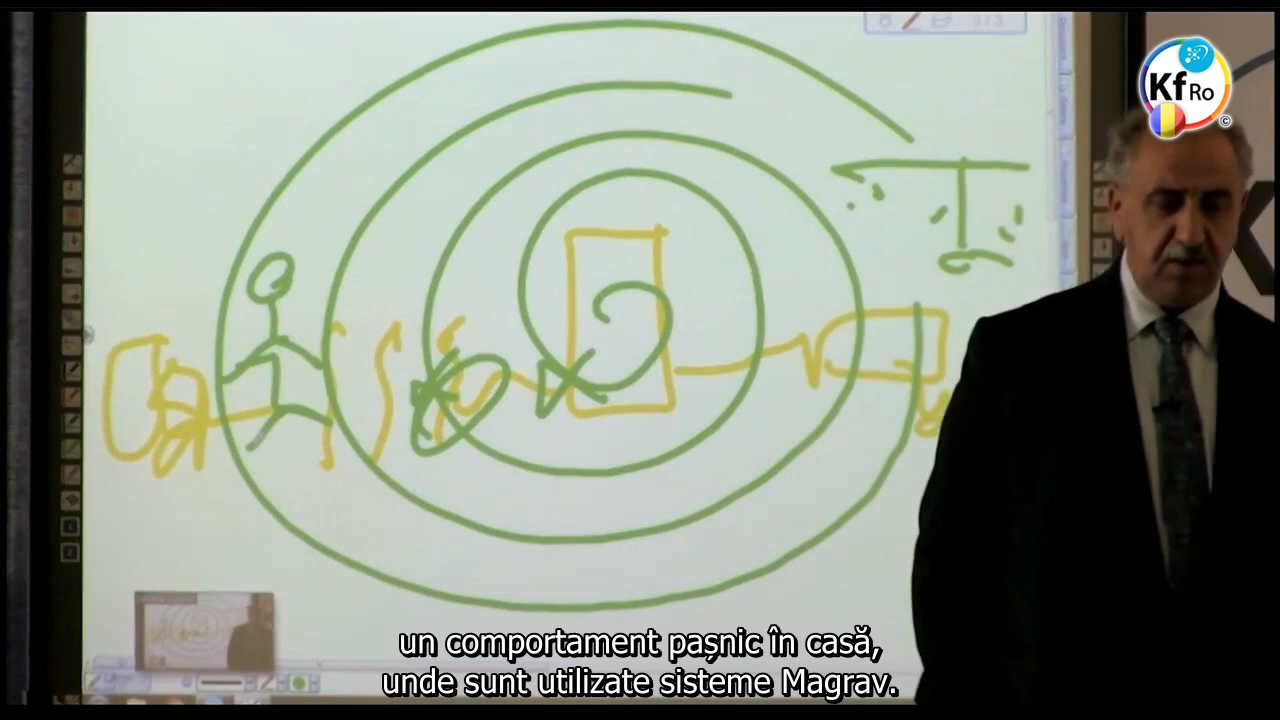 Kf Ro
©
un comportament pașnic în casă,
unde sunt utilizate sisteme Magrav.